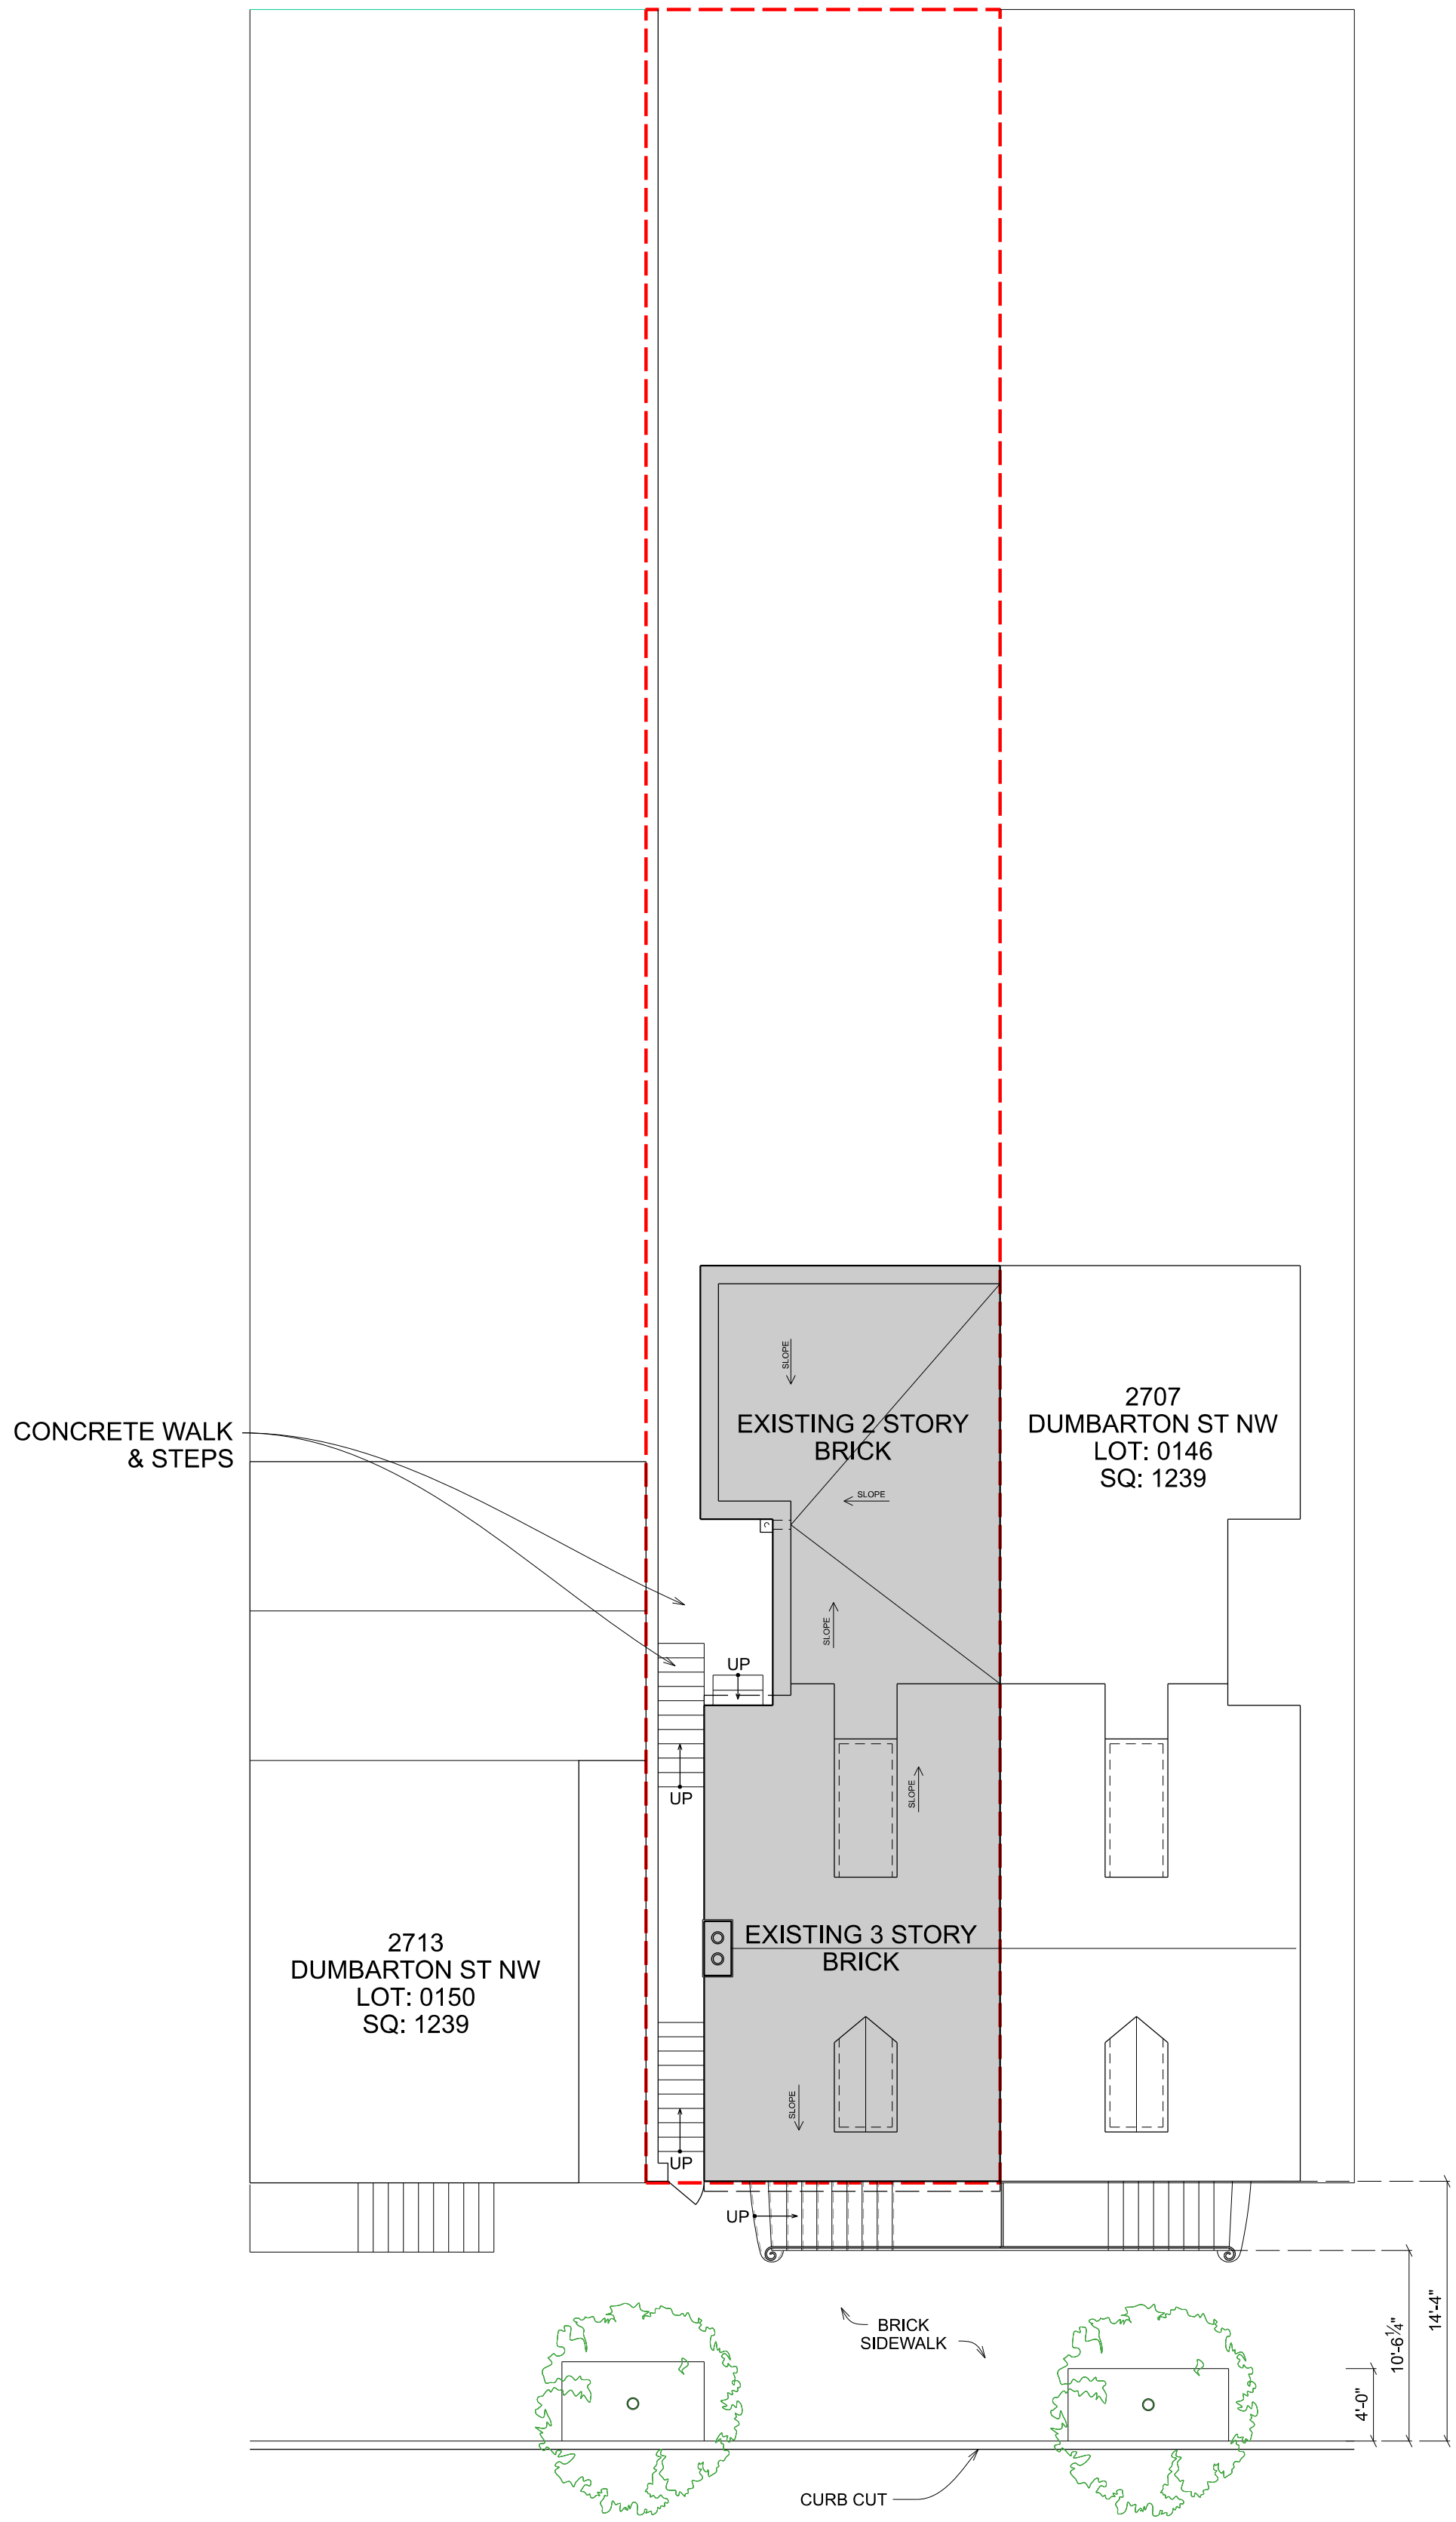 SLOPE
EXISTING 2 STORY
BRICK
2707
DUMBARTON ST NW
LOT: 0146
SQ: 1239
CONCRETE WALK
& STEPS
SLOPE
SLOPE
UP
SLOPE
UP
EXISTING 3 STORY
BRICK
2713
DUMBARTON ST NW
LOT: 0150
SQ: 1239
SLOPE
UP
UP
BRICK
SIDEWALK
4'-0"
10'-6¼"
14'-4"
CURB CUT